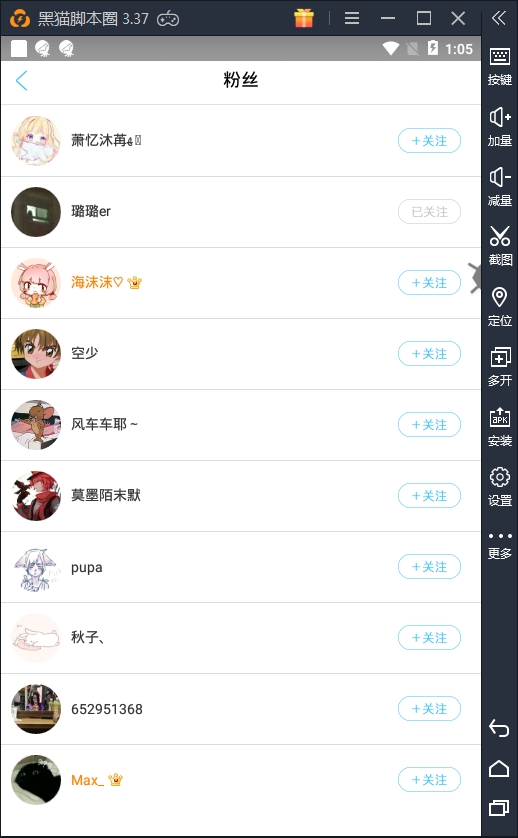 黑猫脚本圈 3.37
1:05
粉丝
萧忆沐苒
+关注
璐璐er
已关注
海沫沫♡
+关注
空少
+关注
风车车耶 ~
+关注
莫墨陌末默
+关注
pupa
+关注
秋子、
+关注
652951368
+关注
Max_
+关注
按键
加量
减量
截图
定位
多开
APK
安装
设置
更多